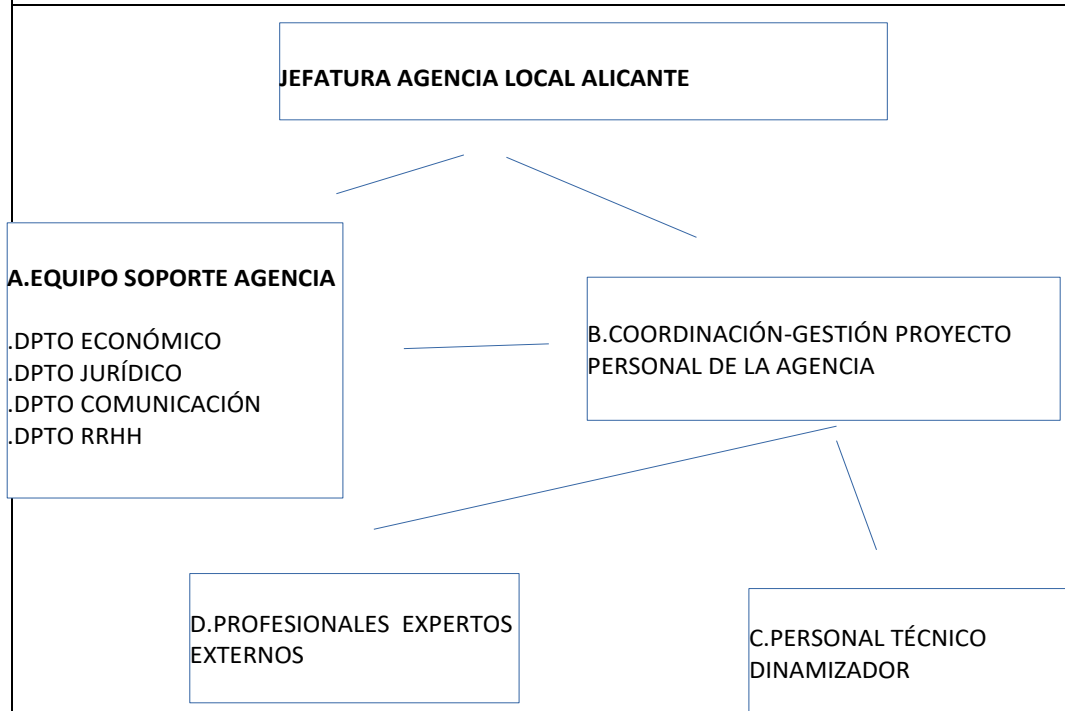 JEFATURA AGENCIA LOCAL ALICANTE
A.EQUIPO SOPORTE AGENCIA
.DPTO ECONÓMICO
.DPTO JURÍDICO
.DPTO COMUNICACIÓN
.DPTO RRHH
B.COORDINACIÓN-GESTIÓN PROYECTO
PERSONAL DE LA AGENCIA
D.PROFESIONALES EXPERTOS
EXTERNOS
C.PERSONAL TÉCNICO
DINAMIZADOR